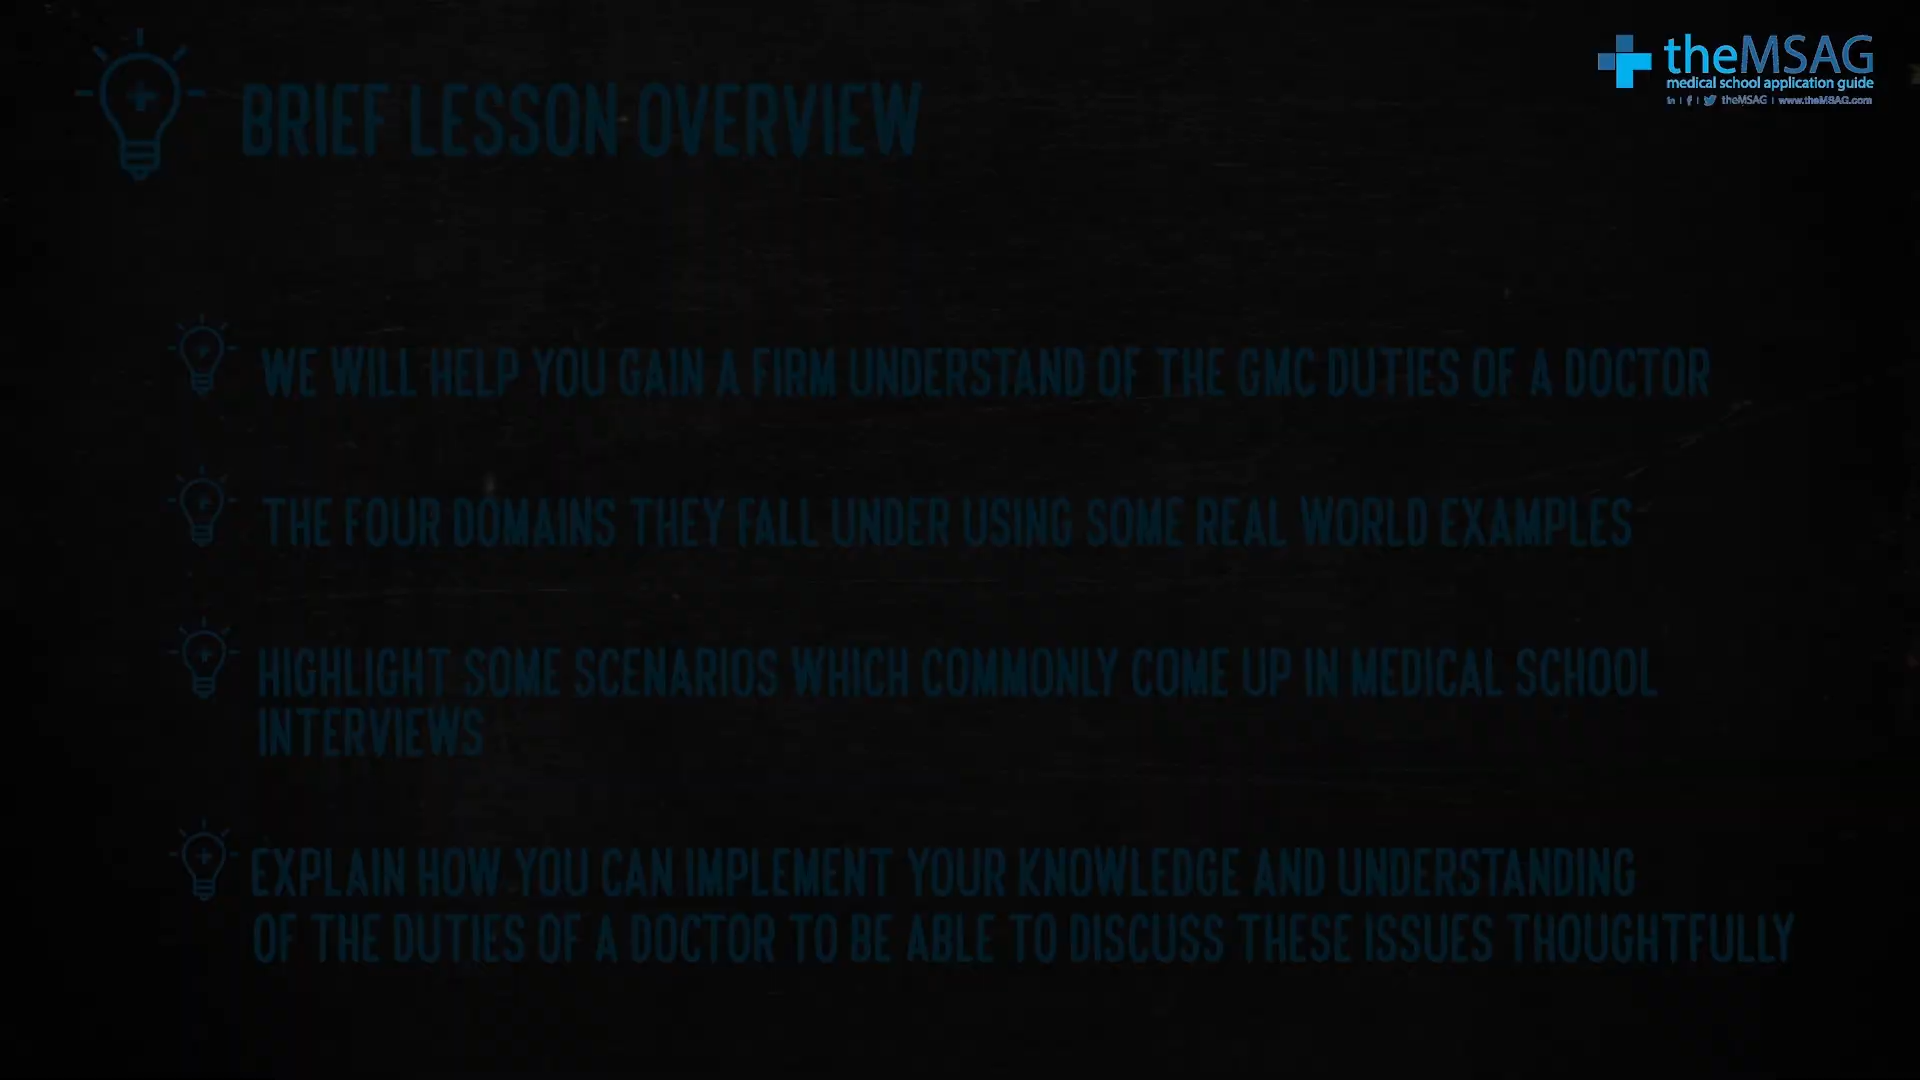 theMSAG
medical school application guide
in | f | theMSAG | www.theMSAG.com
BRIEF LESSON OVERVIEW
WE WILL HELP YOU GAIN A FIRM UNDERSTAND OF THE GMC DUTIES OF A DOCTOR
THE FOUR DOMAINS THEY FALL UNDER USING SOME REAL WORLD EXAMPLES
HIGHLIGHT SOME SCENARIOS WHICH COMMONLY COME UP IN MEDICAL SCHOOL
INTERVIEWS
EXPLAIN HOW YOU CAN IMPLEMENT YOUR KNOWLEDGE AND UNDERSTANDING
OF THE DUTIES OF A DOCTOR TO BE ABLE TO DISCUSS THESE ISSUES THOUGHTFULLY